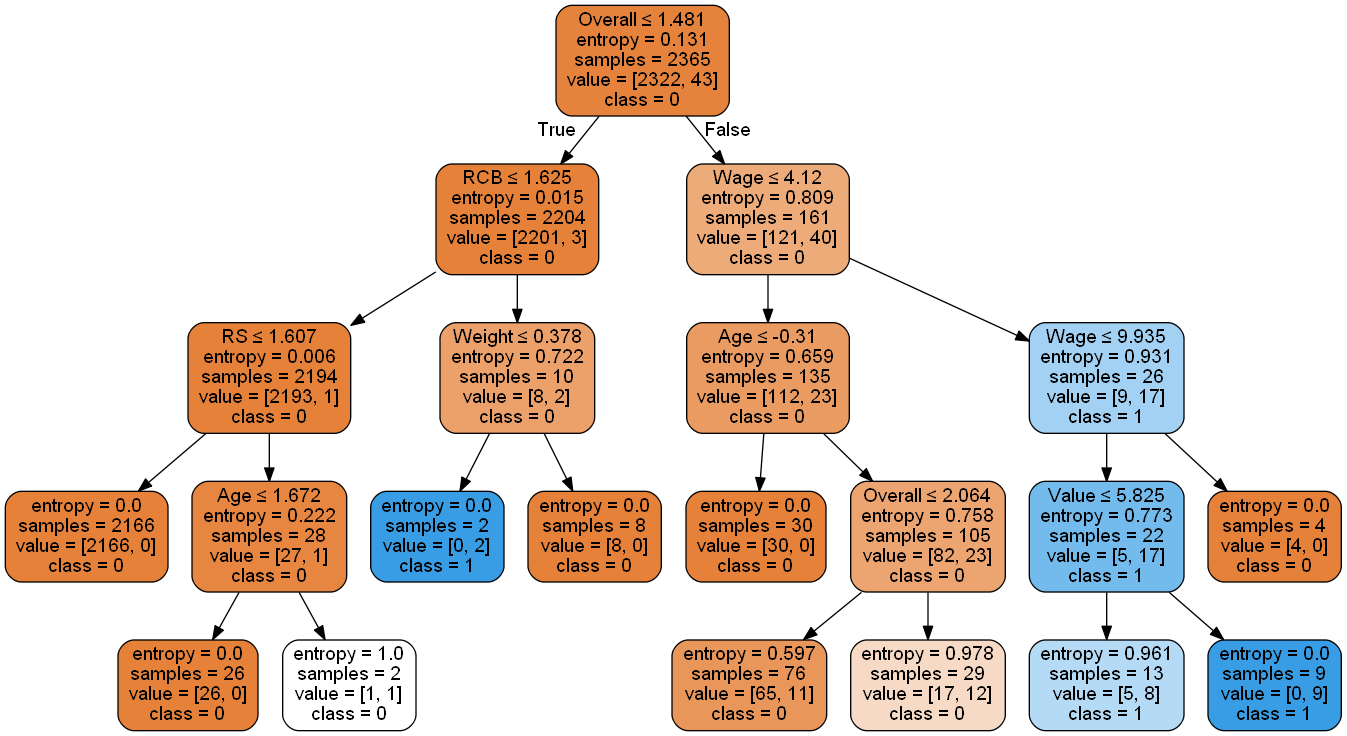 Overall ≤ 1.481
entropy = 0.131
samples = 2365
value = [2322, 43]
class = 0
True
False
RCB ≤ 1.625
entropy = 0.015
samples = 2204
value = [2201, 3]
class = 0
Wage ≤ 4.12
entropy = 0.809
samples = 161
value = [121, 40]
class = 0
RS ≤ 1.607
entropy = 0.006
samples = 2194
value = [2193, 1]
class = 0
Weight ≤ 0.378
entropy = 0.722
samples = 10
value = [8, 2]
class = 0
Age ≤ -0.31
entropy = 0.659
samples = 135
value = [112, 23]
class = 0
Wage ≤ 9.935
entropy = 0.931
samples = 26
value = [9, 17]
class = 1
entropy = 0.0
samples = 2166
value = [2166, 0]
class = 0
Age ≤ 1.672
entropy = 0.222
samples = 28
value = [27, 1]
class = 0
entropy = 0.0
samples = 2
value = [0, 2]
class = 1
entropy = 0.0
samples = 8
value = [8, 0]
class = 0
entropy = 0.0
samples = 30
value = [30, 0]
class = 0
Overall ≤ 2.064
entropy = 0.758
samples = 105
value = [82, 23]
class = 0
Value ≤ 5.825
entropy = 0.773
samples = 22
value = [5, 17]
class = 1
entropy = 0.0
samples = 4
value = [4, 0]
class = 0
entropy = 0.0
samples = 26
value = [26, 0]
class = 0
entropy = 1.0
samples = 2
value = [1, 1]
class = 0
entropy = 0.597
samples = 76
value = [65, 11]
class = 0
entropy = 0.978
samples = 29
value = [17, 12]
class = 0
entropy = 0.961
samples = 13
value = [5, 8]
class = 1
entropy = 0.0
samples = 9
value = [0, 9]
class = 1